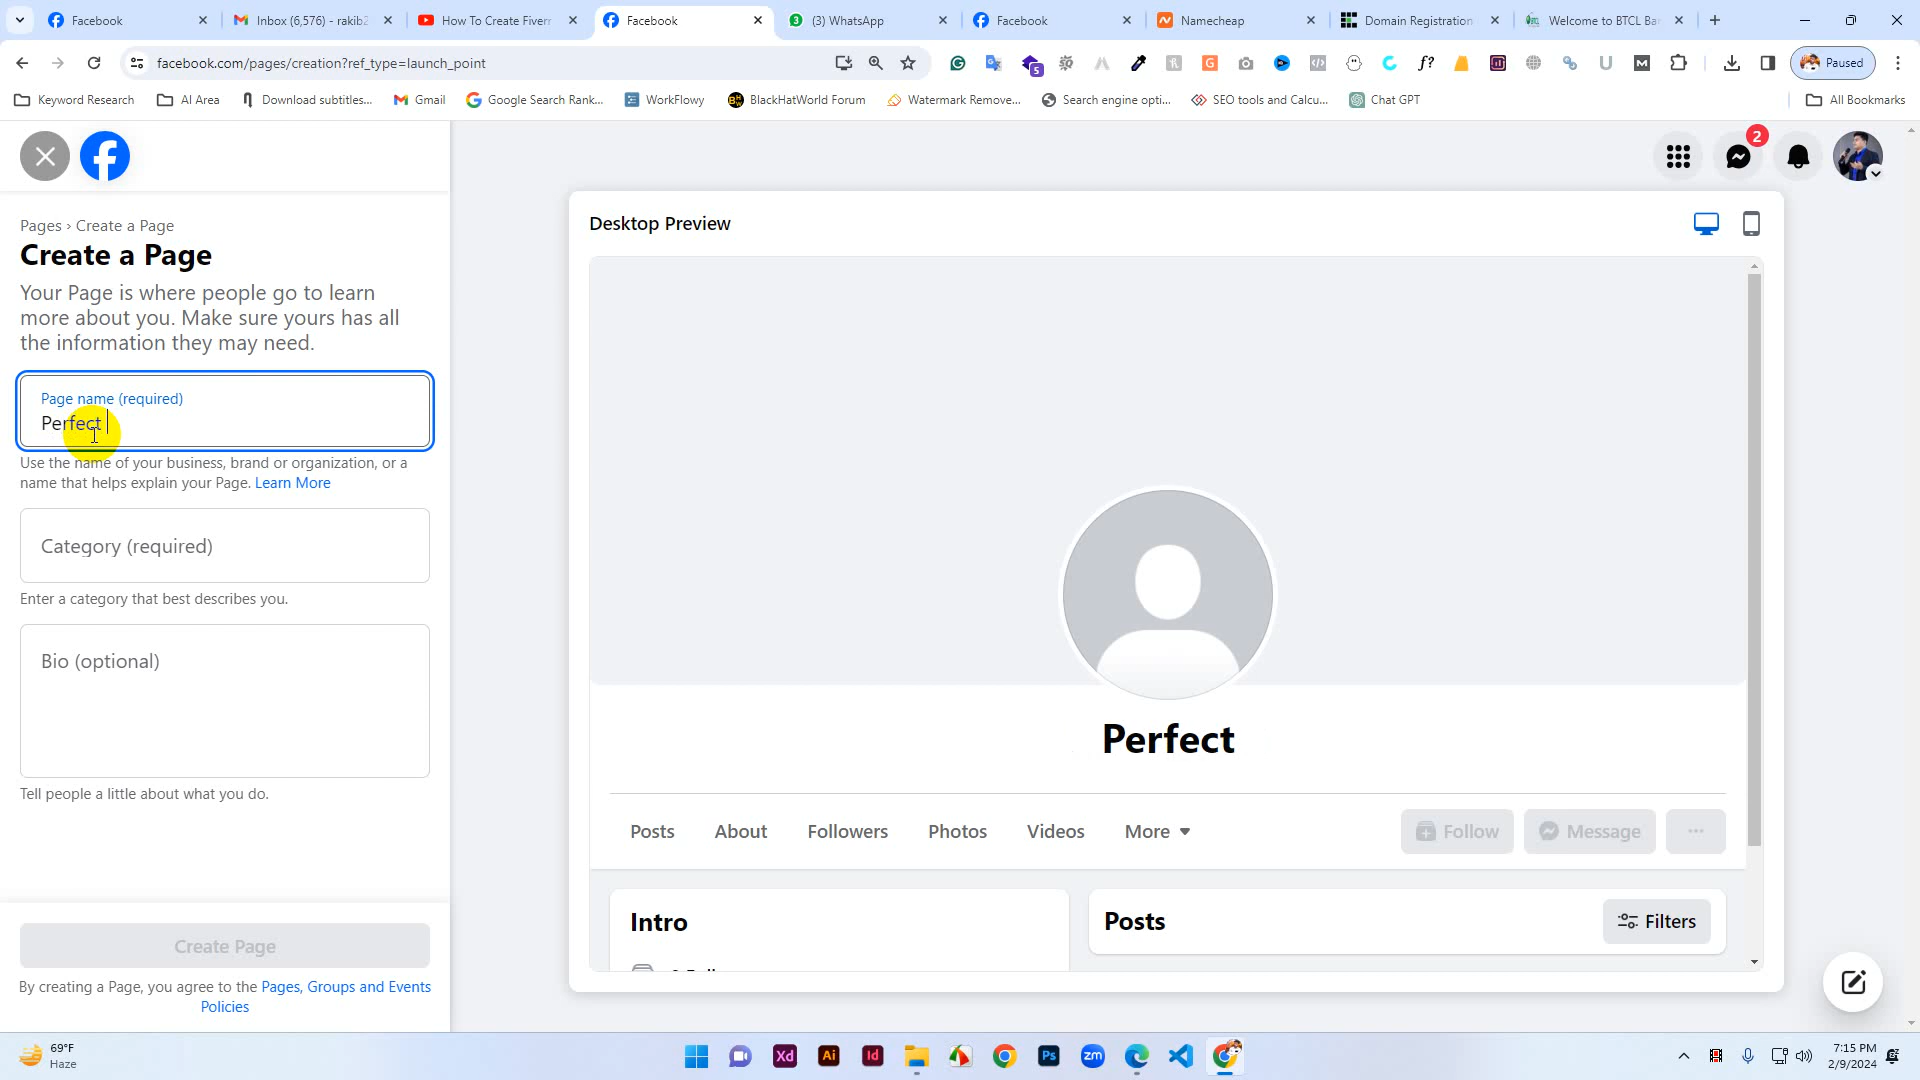 Facebook
Inbox (6,576) - rakib2
How To Create Fiverr
Facebook
(3) WhatsApp
Facebook
Namecheap
Domain Registration
Welcome to BTCL Ba
facebook.com/pages/creation?ref_type=launch_point
5
f?
Paused
Keyword Research
AI Area
Download subtitles...
Gmail
Google Search Rank...
WorkFlowy
BlackHatWorld Forum
Watermark Remove...
Search engine opti...
SEO tools and Calcu...
Chat GPT
All Bookmarks
2
Pages › Create a Page
Create a Page
Your Page is where people go to learn
more about you. Make sure yours has all
the information they may need.
Page name (required)
Perfect
Use the name of your business, brand or organization, or a
name that helps explain your Page. Learn More
Category (required)
Enter a category that best describes you.
Bio (optional)
Tell people a little about what you do.
Create Page
By creating a Page, you agree to the Pages, Groups and Events
Policies
Desktop Preview
Perfect
Posts
About
Followers
Photos
Videos
More
Follow
Message
Intro
Posts
Filters
69°F
Haze
Xd
Ai
Id
Ps
zm
7:15 PM
2/9/2024